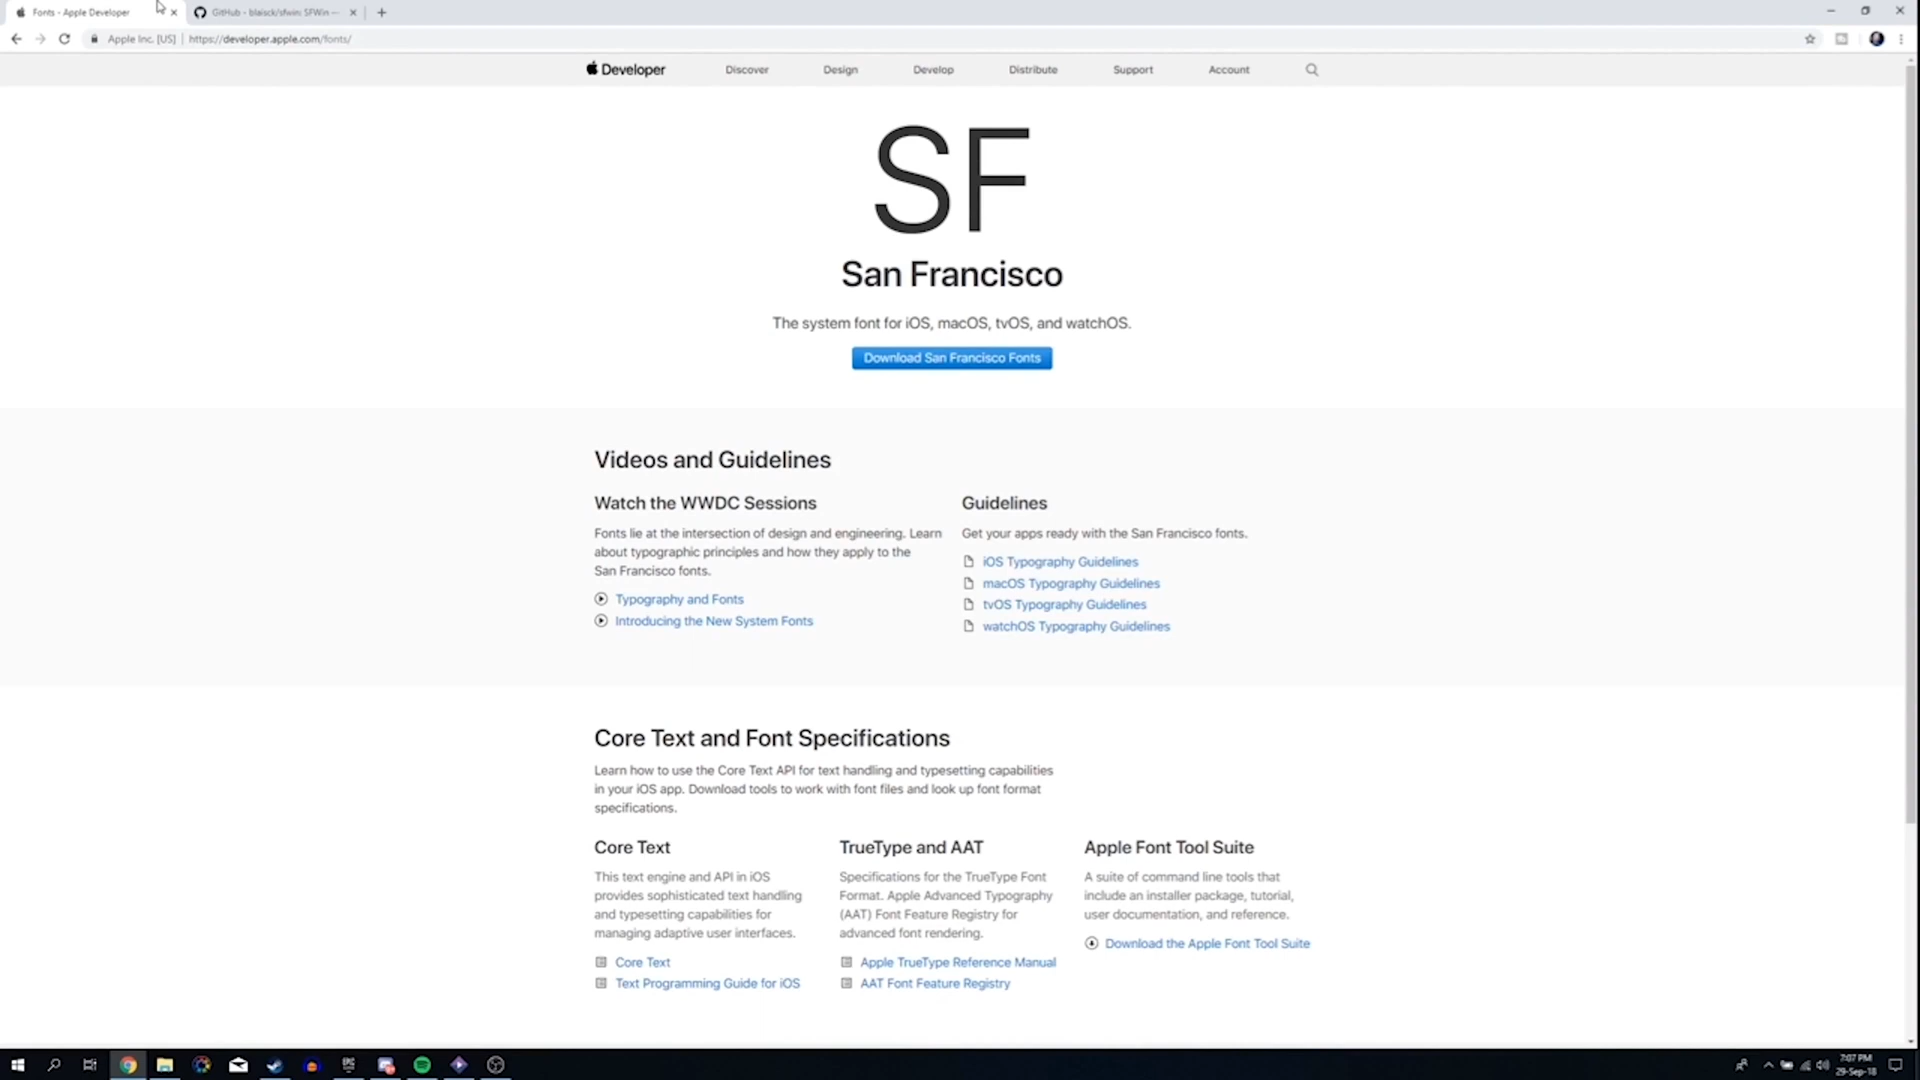 Fonts - Apple Developer
GitHub - blaisck/sfwin: SFWin —
Apple Inc. [US] | https://developer.apple.com/fonts/
Developer Discover Design Develop Distribute Support Account
SF
San Francisco
The system font for iOS, macOS, tvOS, and watchOS.
Download San Francisco Fonts
Videos and Guidelines
Watch the WWDC Sessions
Fonts lie at the intersection of design and engineering. Learn
about typographic principles and how they apply to the
San Francisco fonts.
Typography and Fonts
Introducing the New System Fonts
Guidelines
Get your apps ready with the San Francisco fonts.
iOS Typography Guidelines
macOS Typography Guidelines
tvOS Typography Guidelines
watchOS Typography Guidelines
Core Text and Font Specifications
Learn how to use the Core Text API for text handling and typesetting capabilities
in your iOS app. Download tools to work with font files and look up font format
specifications.
Core Text
This text engine and API in iOS
provides sophisticated text handling
and typesetting capabilities for
managing adaptive user interfaces.
Core Text
Text Programming Guide for iOS
TrueType and AAT
Specifications for the TrueType Font
Format. Apple Advanced Typography
(AAT) Font Feature Registry for
advanced font rendering.
Apple TrueType Reference Manual
AAT Font Feature Registry
Apple Font Tool Suite
A suite of command line tools that
include an installer package, tutorial,
user documentation, and reference.
Download the Apple Font Tool Suite
7:07 PM
29-Sep-18